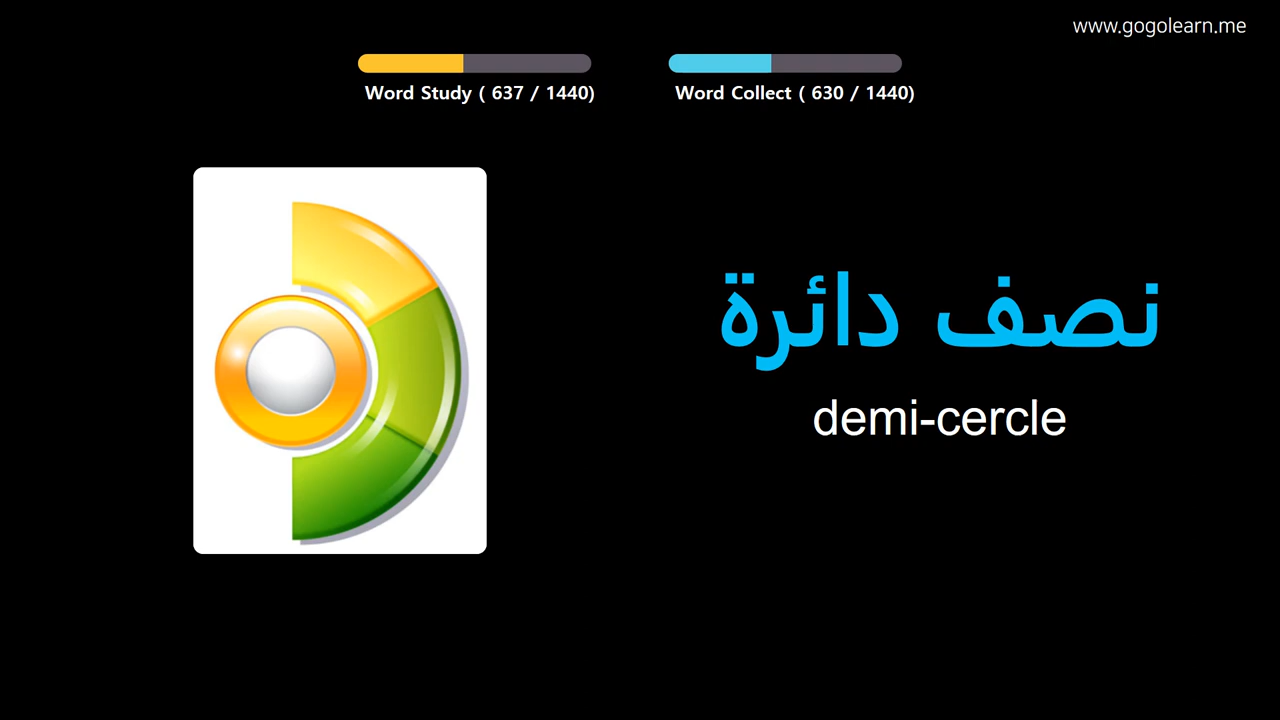 www.gogolearn.me
Word Study ( 637 / 1440)
Word Collect ( 630 / 1440)
نصف دائرة
demi-cercle